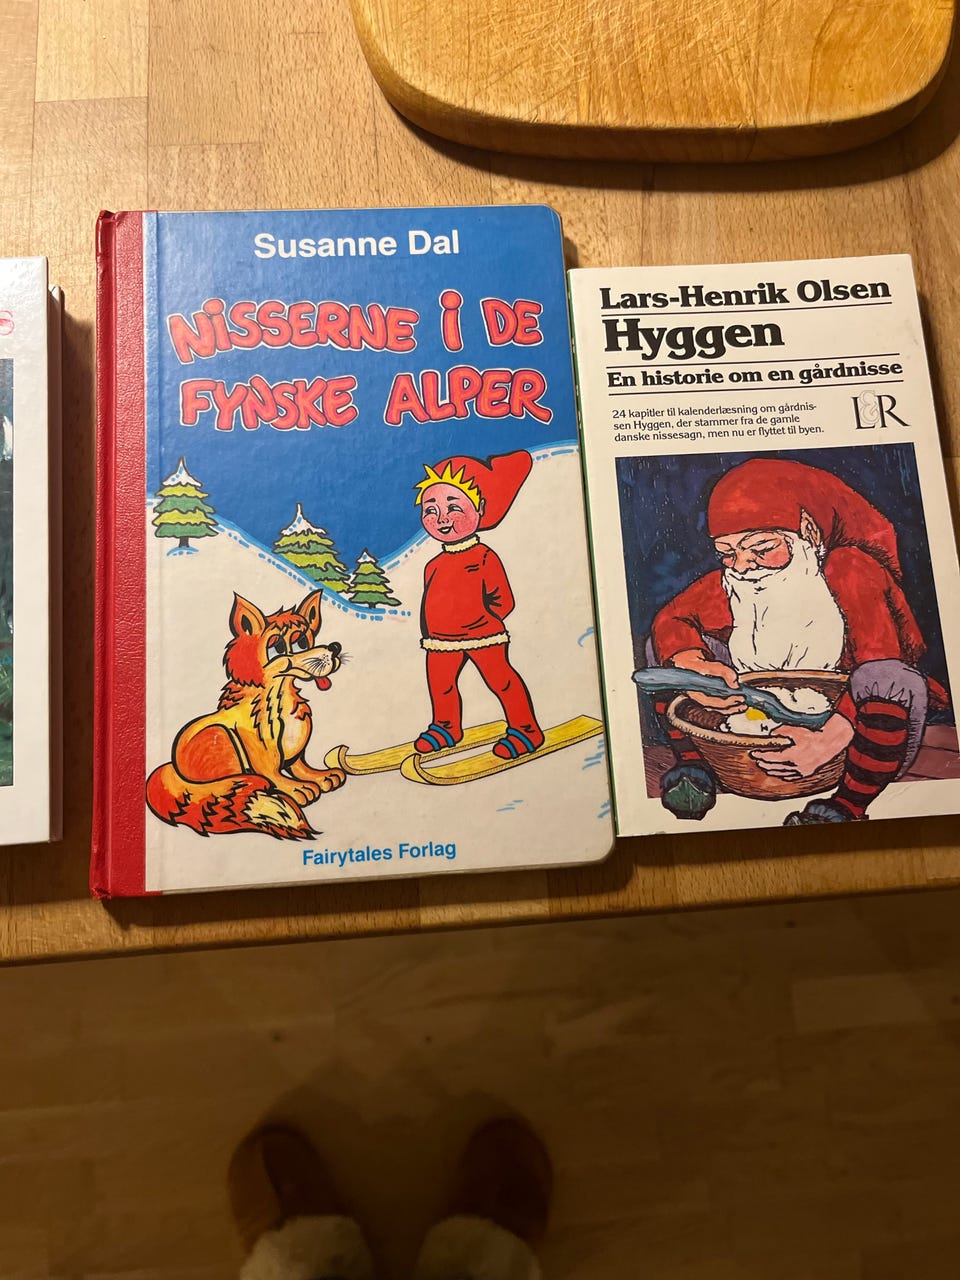 Susanne Dal
NISSERNE i DE
FYNSKE ALPER
Fairytales Forlag
Lars-Henrik Olsen
Hyggen
En historie om en gårdnisse
24 kapitler til kalenderlæsning om gårdnis-
sen Hyggen, der stammer fra de gamle
danske nissesagn, men nu er flyttet til byen.
L&R